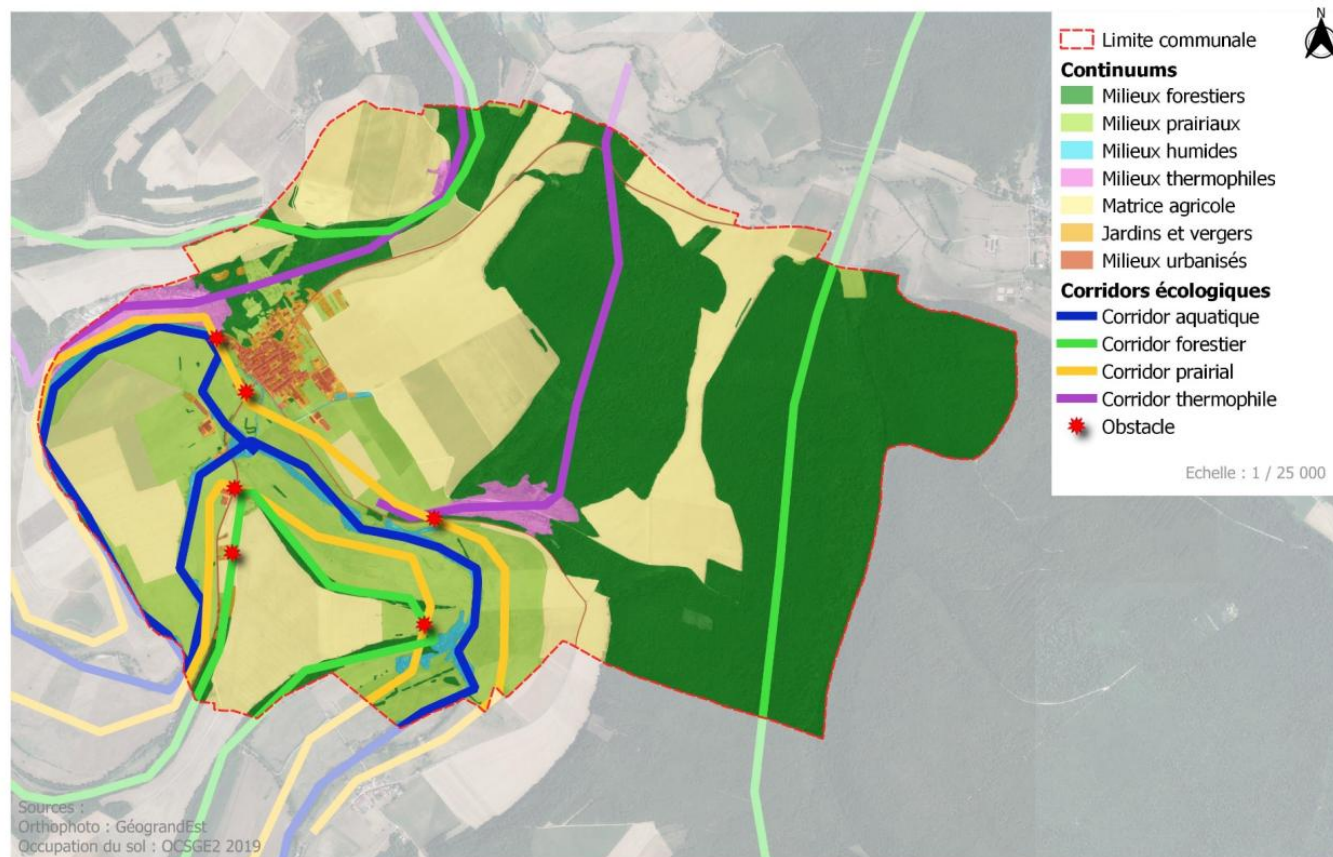 N
Limite communale
Continuums
Milieux forestiers
Milieux prairiaux
Milieux humides
Milieux thermophiles
Matrice agricole
Jardins et vergers
Milieux urbanisés
Corridors écologiques
Corridor aquatique
Corridor forestier
Corridor prairial
Corridor thermophile
Obstacle
Echelle : 1 / 25 000
Sources :
Orthophoto : GéograndEst
Occupation du sol : OCSGE2 2019